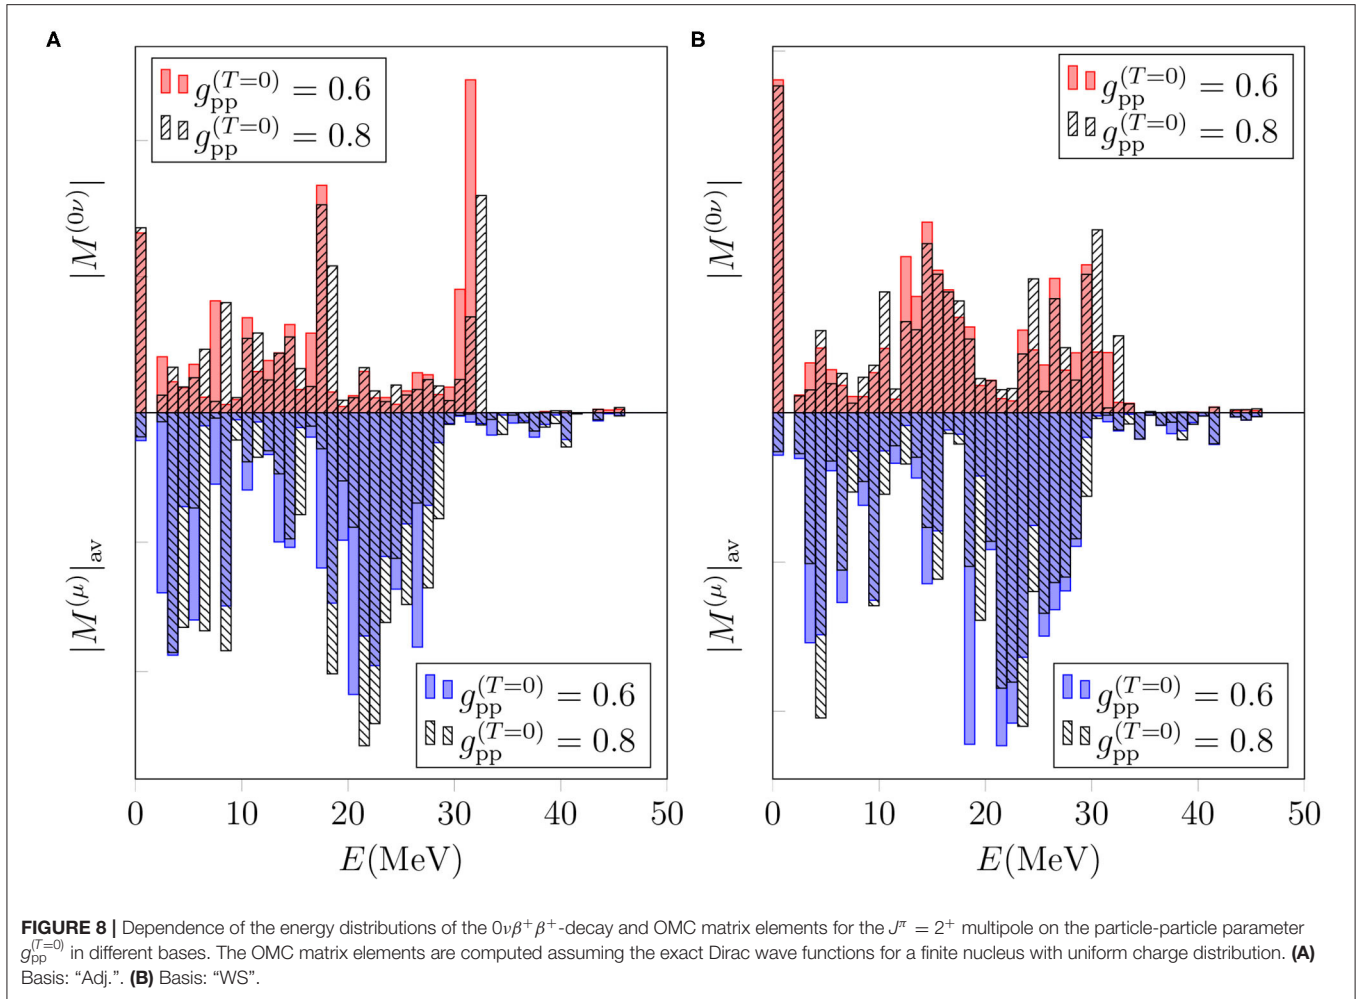 A
B
g_pp^(T=0) = 0.6
g_pp^(T=0) = 0.8
g_pp^(T=0) = 0.6
g_pp^(T=0) = 0.8
|M^(0ν)|
|M^(0ν)|
|M^(μ)|_av
|M^(μ)|_av
g_pp^(T=0) = 0.6
g_pp^(T=0) = 0.8
g_pp^(T=0) = 0.6
g_pp^(T=0) = 0.8
0 10 20 30 40 50
0 10 20 30 40 50
E(MeV)
E(MeV)
FIGURE 8 | Dependence of the energy distributions of the 0νβ⁺β⁺-decay and OMC matrix elements for the J^π = 2⁺ multipole on the particle-particle parameter
g_pp^(T=0) in different bases. The OMC matrix elements are computed assuming the exact Dirac wave functions for a finite nucleus with uniform charge distribution. (A)
Basis: “Adj.”. (B) Basis: “WS”.